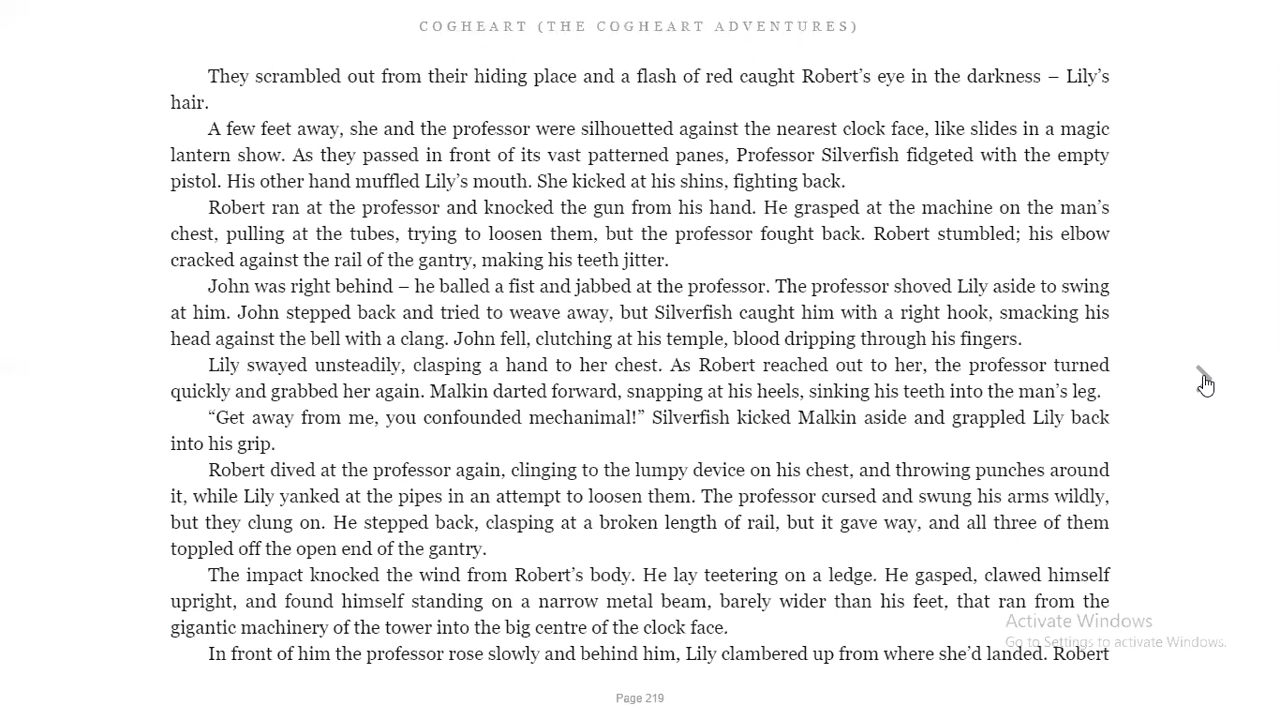 COGHEART (THE COGHEART ADVENTURES)
They scrambled out from their hiding place and a flash of red caught Robert’s eye in the darkness – Lily’s
hair.
A few feet away, she and the professor were silhouetted against the nearest clock face, like slides in a magic
lantern show. As they passed in front of its vast patterned panes, Professor Silverfish fidgeted with the empty
pistol. His other hand muffled Lily’s mouth. She kicked at his shins, fighting back.
Robert ran at the professor and knocked the gun from his hand. He grasped at the machine on the man’s
chest, pulling at the tubes, trying to loosen them, but the professor fought back. Robert stumbled; his elbow
cracked against the rail of the gantry, making his teeth jitter.
John was right behind – he balled a fist and jabbed at the professor. The professor shoved Lily aside to swing
at him. John stepped back and tried to weave away, but Silverfish caught him with a right hook, smacking his
head against the bell with a clang. John fell, clutching at his temple, blood dripping through his fingers.
Lily swayed unsteadily, clasping a hand to her chest. As Robert reached out to her, the professor turned
quickly and grabbed her again. Malkin darted forward, snapping at his heels, sinking his teeth into the man’s leg.
“Get away from me, you confounded mechanimal!” Silverfish kicked Malkin aside and grappled Lily back
into his grip.
Robert dived at the professor again, clinging to the lumpy device on his chest, and throwing punches around
it, while Lily yanked at the pipes in an attempt to loosen them. The professor cursed and swung his arms wildly,
but they clung on. He stepped back, clasping at a broken length of rail, but it gave way, and all three of them
toppled off the open end of the gantry.
The impact knocked the wind from Robert’s body. He lay teetering on a ledge. He gasped, clawed himself
upright, and found himself standing on a narrow metal beam, barely wider than his feet, that ran from the
gigantic machinery of the tower into the big centre of the clock face.
In front of him the professor rose slowly and behind him, Lily clambered up from where she’d landed. Robert
Activate Windows
Go to Settings to activate Windows.
Page 219